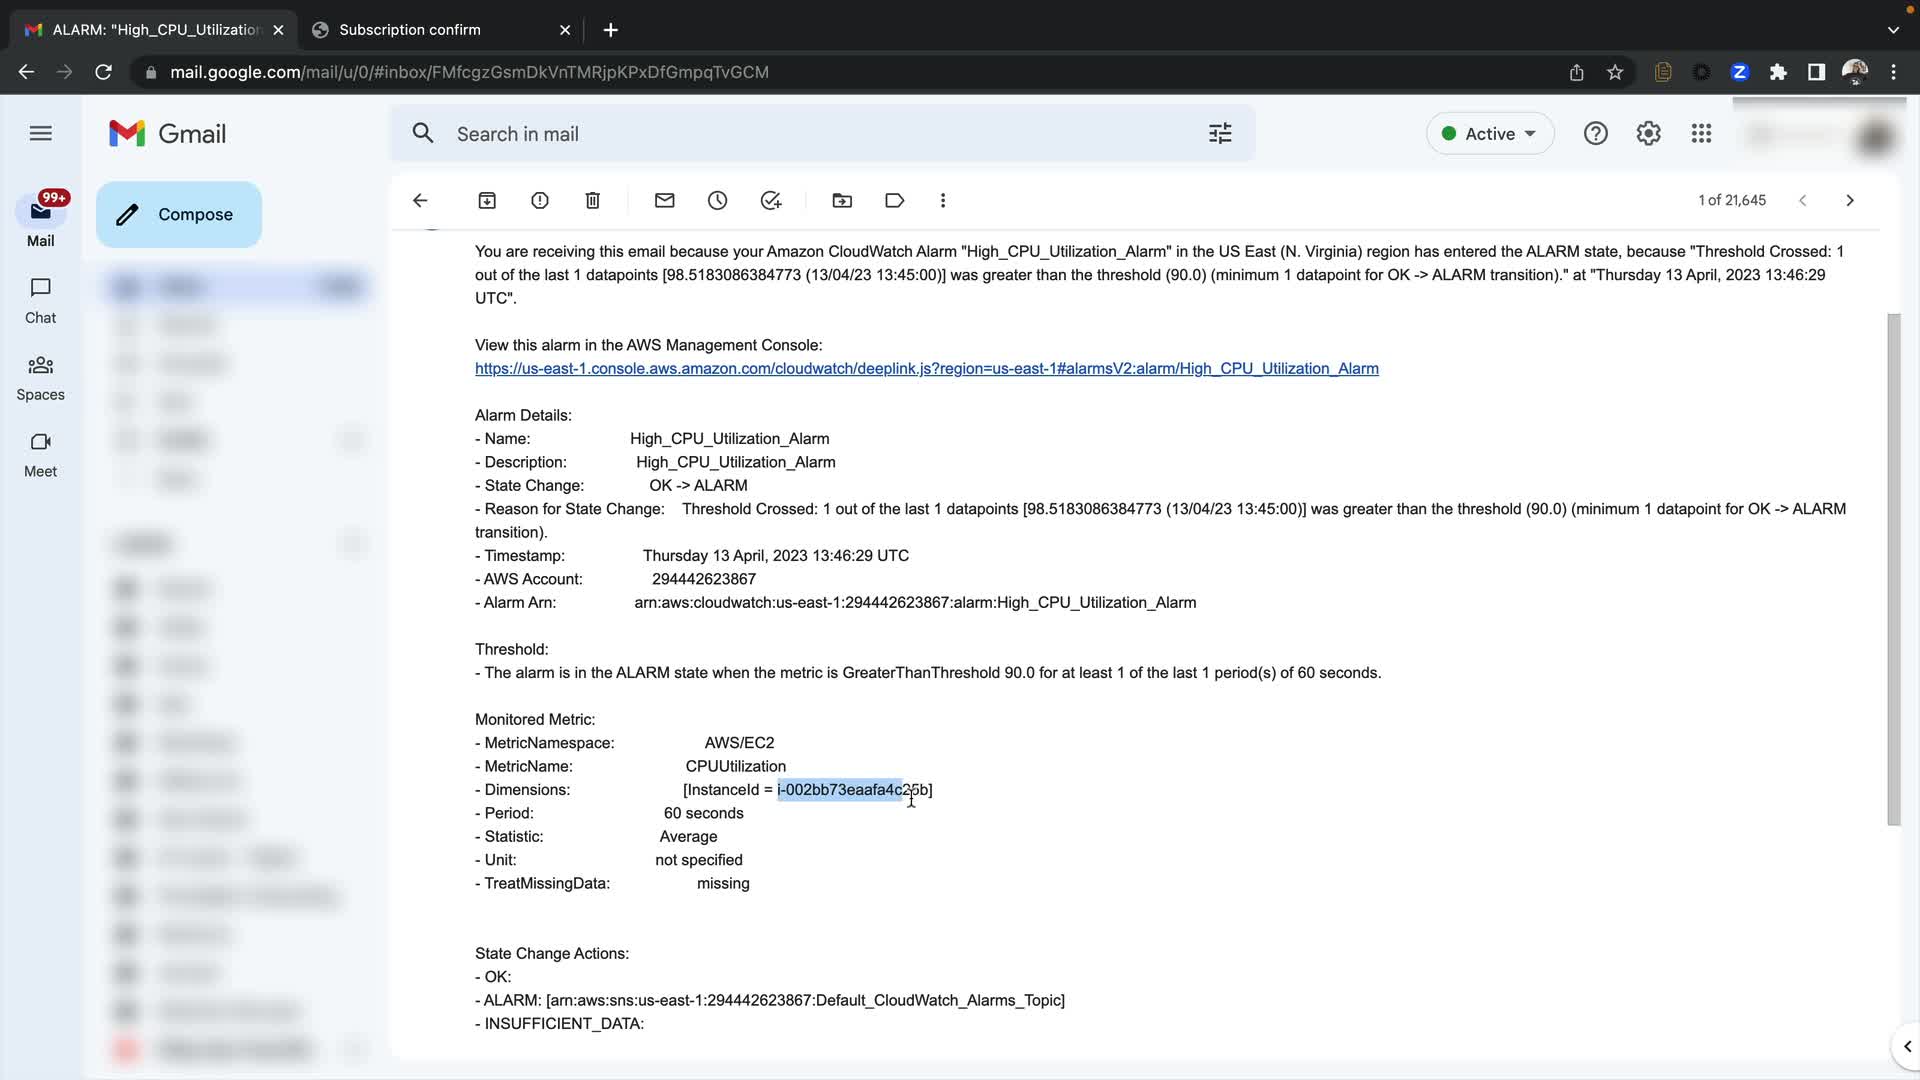 ALARM: "High_CPU_Utilization
Subscription confirm
mail.google.com/mail/u/0/#inbox/FMfcgzGsmDkVnTMRjpKPxDfGmpqTvGCM
Gmail
Search in mail
Active
99+
Mail
Compose
1 of 21,645
Chat
Spaces
Meet
You are receiving this email because your Amazon CloudWatch Alarm "High_CPU_Utilization_Alarm" in the US East (N. Virginia) region has entered the ALARM state, because "Threshold Crossed: 1
out of the last 1 datapoints [98.5183086384773 (13/04/23 13:45:00)] was greater than the threshold (90.0) (minimum 1 datapoint for OK -> ALARM transition)." at "Thursday 13 April, 2023 13:46:29
UTC".
View this alarm in the AWS Management Console:
https://us-east-1.console.aws.amazon.com/cloudwatch/deeplink.js?region=us-east-1#alarmsV2:alarm/High_CPU_Utilization_Alarm
Alarm Details:
- Name: High_CPU_Utilization_Alarm
- Description: High_CPU_Utilization_Alarm
- State Change: OK -> ALARM
- Reason for State Change: Threshold Crossed: 1 out of the last 1 datapoints [98.5183086384773 (13/04/23 13:45:00)] was greater than the threshold (90.0) (minimum 1 datapoint for OK -> ALARM
transition).
- Timestamp: Thursday 13 April, 2023 13:46:29 UTC
- AWS Account: 294442623867
- Alarm Arn: arn:aws:cloudwatch:us-east-1:294442623867:alarm:High_CPU_Utilization_Alarm
Threshold:
- The alarm is in the ALARM state when the metric is GreaterThanThreshold 90.0 for at least 1 of the last 1 period(s) of 60 seconds.
Monitored Metric:
- MetricNamespace: AWS/EC2
- MetricName: CPUUtilization
- Dimensions: [InstanceId = i-002bb73eaafa4c25b]
- Period: 60 seconds
- Statistic: Average
- Unit: not specified
- TreatMissingData: missing
State Change Actions:
- OK:
- ALARM: [arn:aws:sns:us-east-1:294442623867:Default_CloudWatch_Alarms_Topic]
- INSUFFICIENT_DATA: